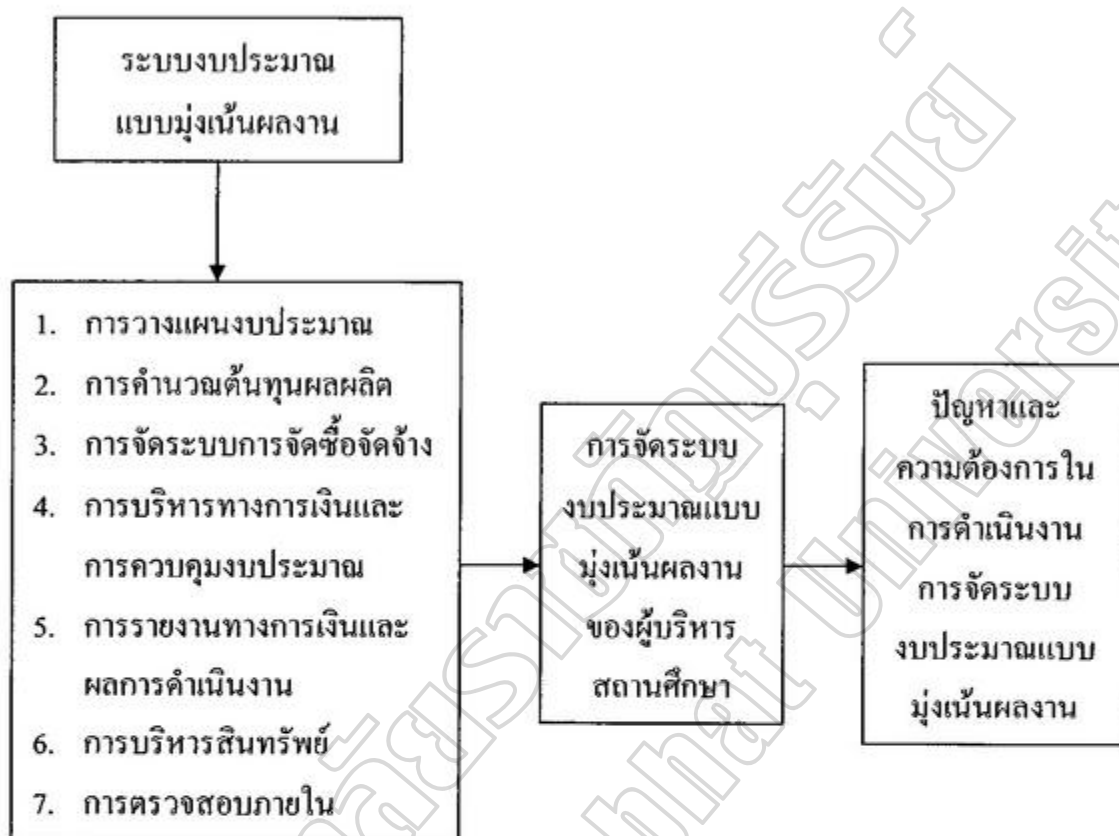 ระบบงบประมาณ
แบบมุ่งเน้นผลงาน
1. การวางแผนงบประมาณ
2. การคำนวณต้นทุนผลผลิต
3. การจัดระบบการจัดซื้อจัดจ้าง
4. การบริหารทางการเงินและ
การควบคุมงบประมาณ
5. การรายงานทางการเงินและ
ผลการดำเนินงาน
6. การบริหารสินทรัพย์
7. การตรวจสอบภายใน
การจัดระบบ
งบประมาณแบบ
มุ่งเน้นผลงาน
ของผู้บริหาร
สถานศึกษา
ปัญหาและ
ความต้องการใน
การดำเนินงาน
การจัดระบบ
งบประมาณแบบ
มุ่งเน้นผลงาน